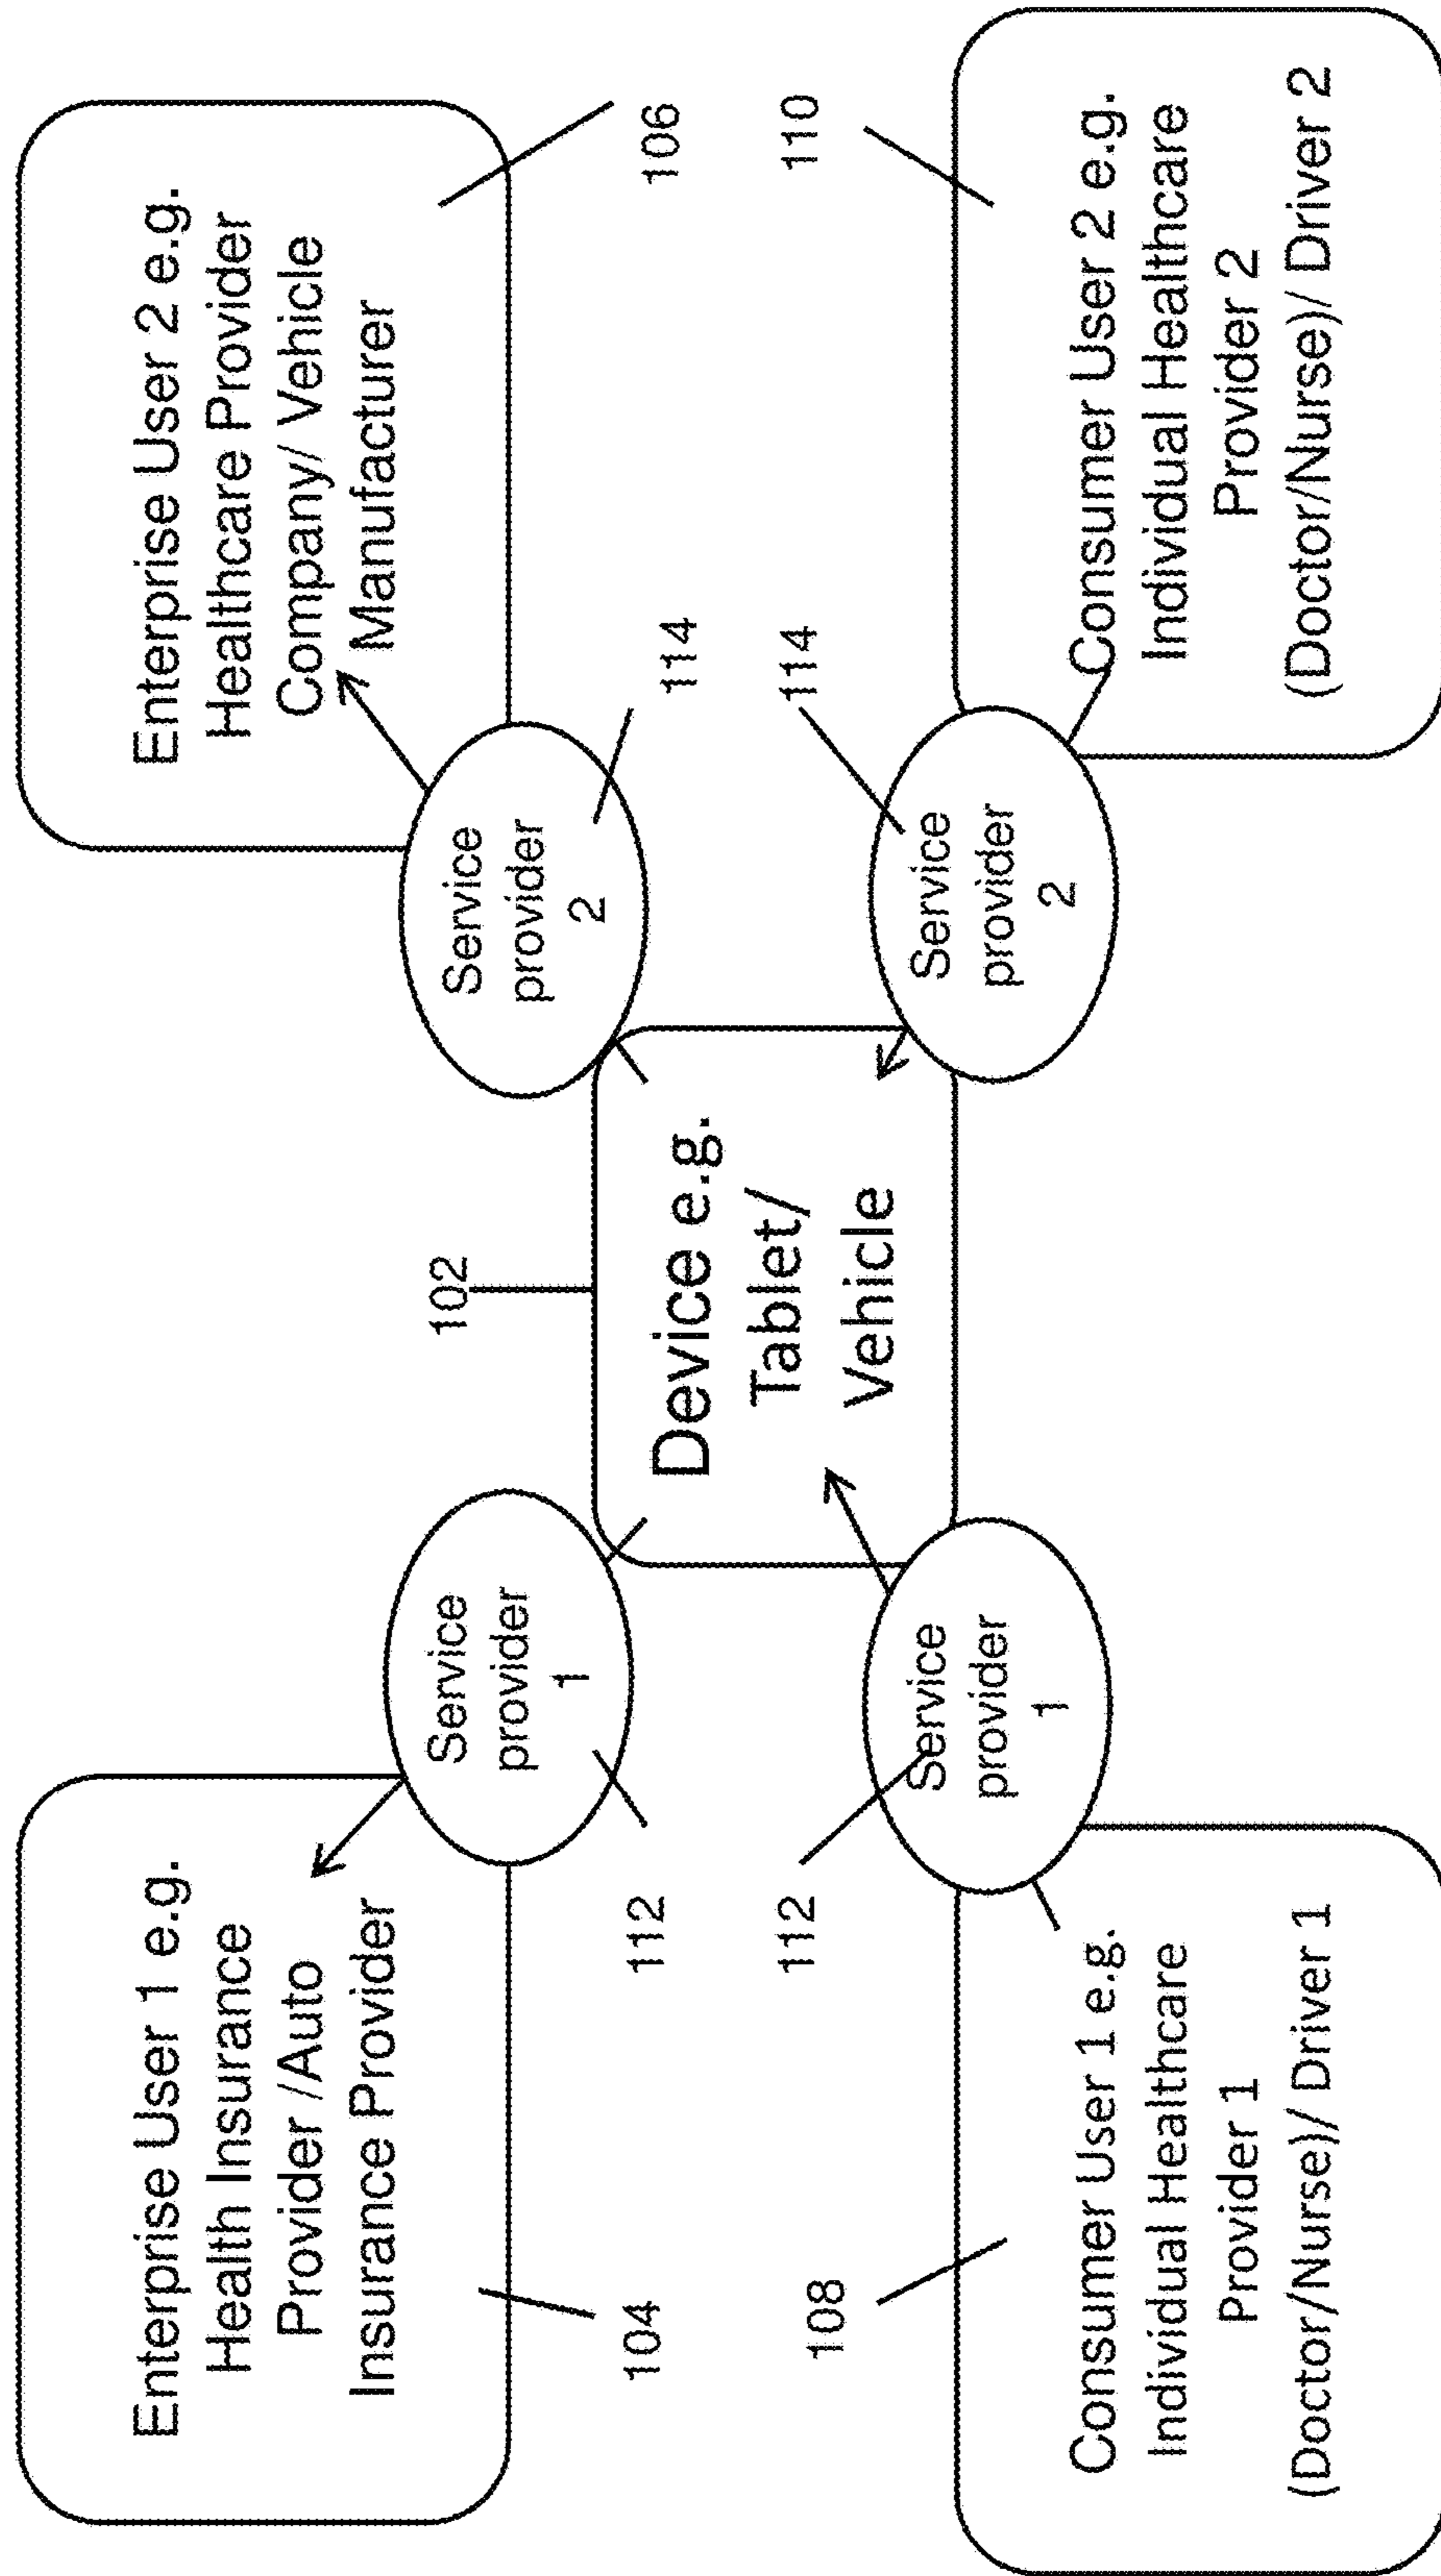 Enterprise User 1 e.g.
Health Insurance
Provider /Auto
Insurance Provider
104
Enterprise User 2 e.g.
Healthcare Provider
Company/ Vehicle
Manufacturer
106
Service
provider
1
112
Service
provider
2
114
102
Device e.g.
Tablet/
Vehicle
112
Service
provider
1
114
Service
provider
2
108
Consumer User 1 e.g.
Individual Healthcare
Provider 1
(Doctor/Nurse)/ Driver 1
110
Consumer User 2 e.g.
Individual Healthcare
Provider 2
(Doctor/Nurse)/ Driver 2